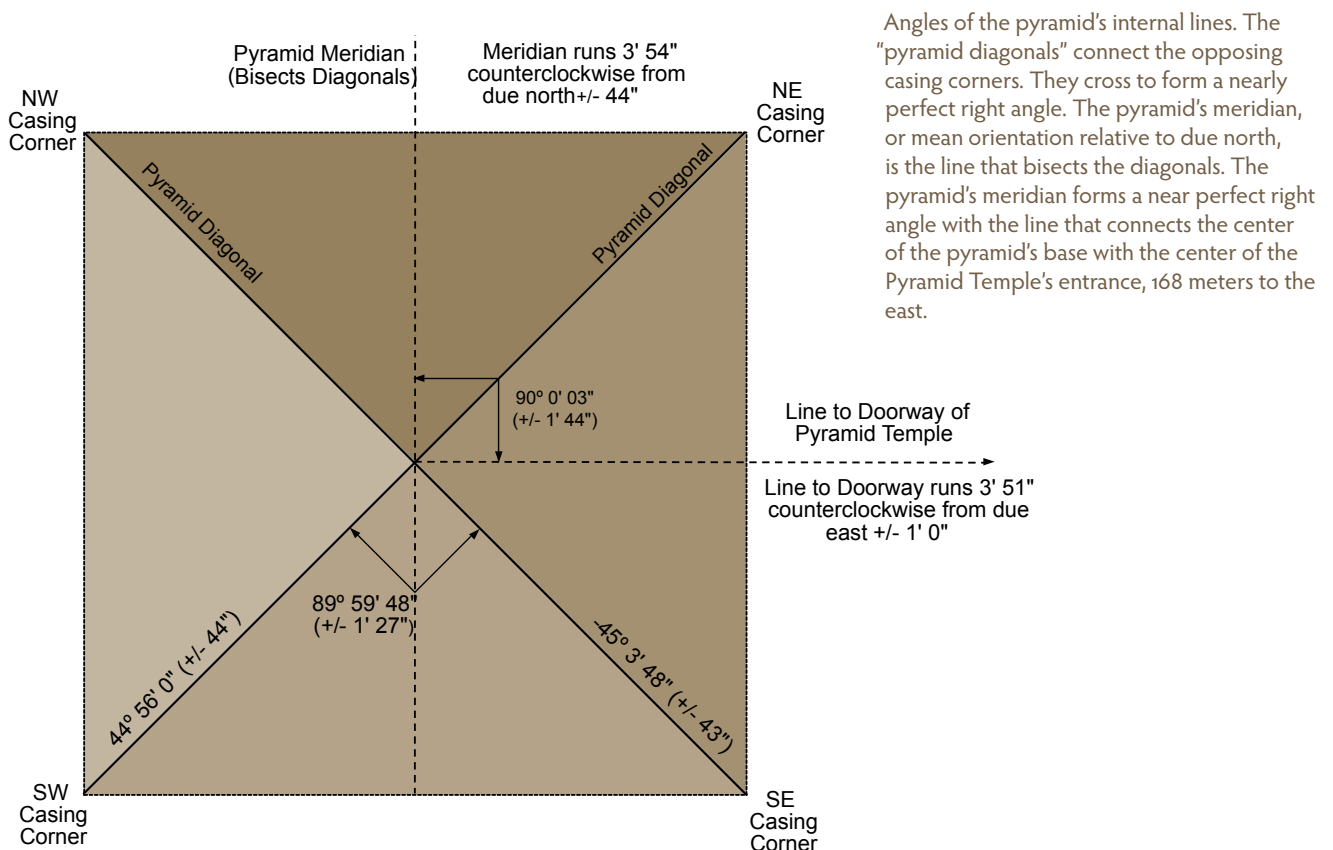 Angles of the pyramid's internal lines. The
"pyramid diagonals" connect the opposing
casing corners. They cross to form a nearly
perfect right angle. The pyramid's meridian,
or mean orientation relative to due north,
is the line that bisects the diagonals. The
pyramid's meridian forms a near perfect right
angle with the line that connects the center
of the pyramid's base with the center of the
Pyramid Temple's entrance, 168 meters to the
east.
Pyramid Meridian
(Bisects Diagonals)
Meridian runs 3' 54"
counterclockwise from
due north+/- 44"
NW
Casing
Corner
NE
Casing
Corner
Pyramid Diagonal
Pyramid Diagonal
90º 0' 03"
(+/- 1' 44")
Line to Doorway of
Pyramid Temple
Line to Doorway runs 3' 51"
counterclockwise from due
east +/- 1' 0"
89º 59' 48"
(+/- 1' 27")
44º 56' 0" (+/- 44")
-45º 3' 48" (+/- 43")
SW
Casing
Corner
SE
Casing
Corner